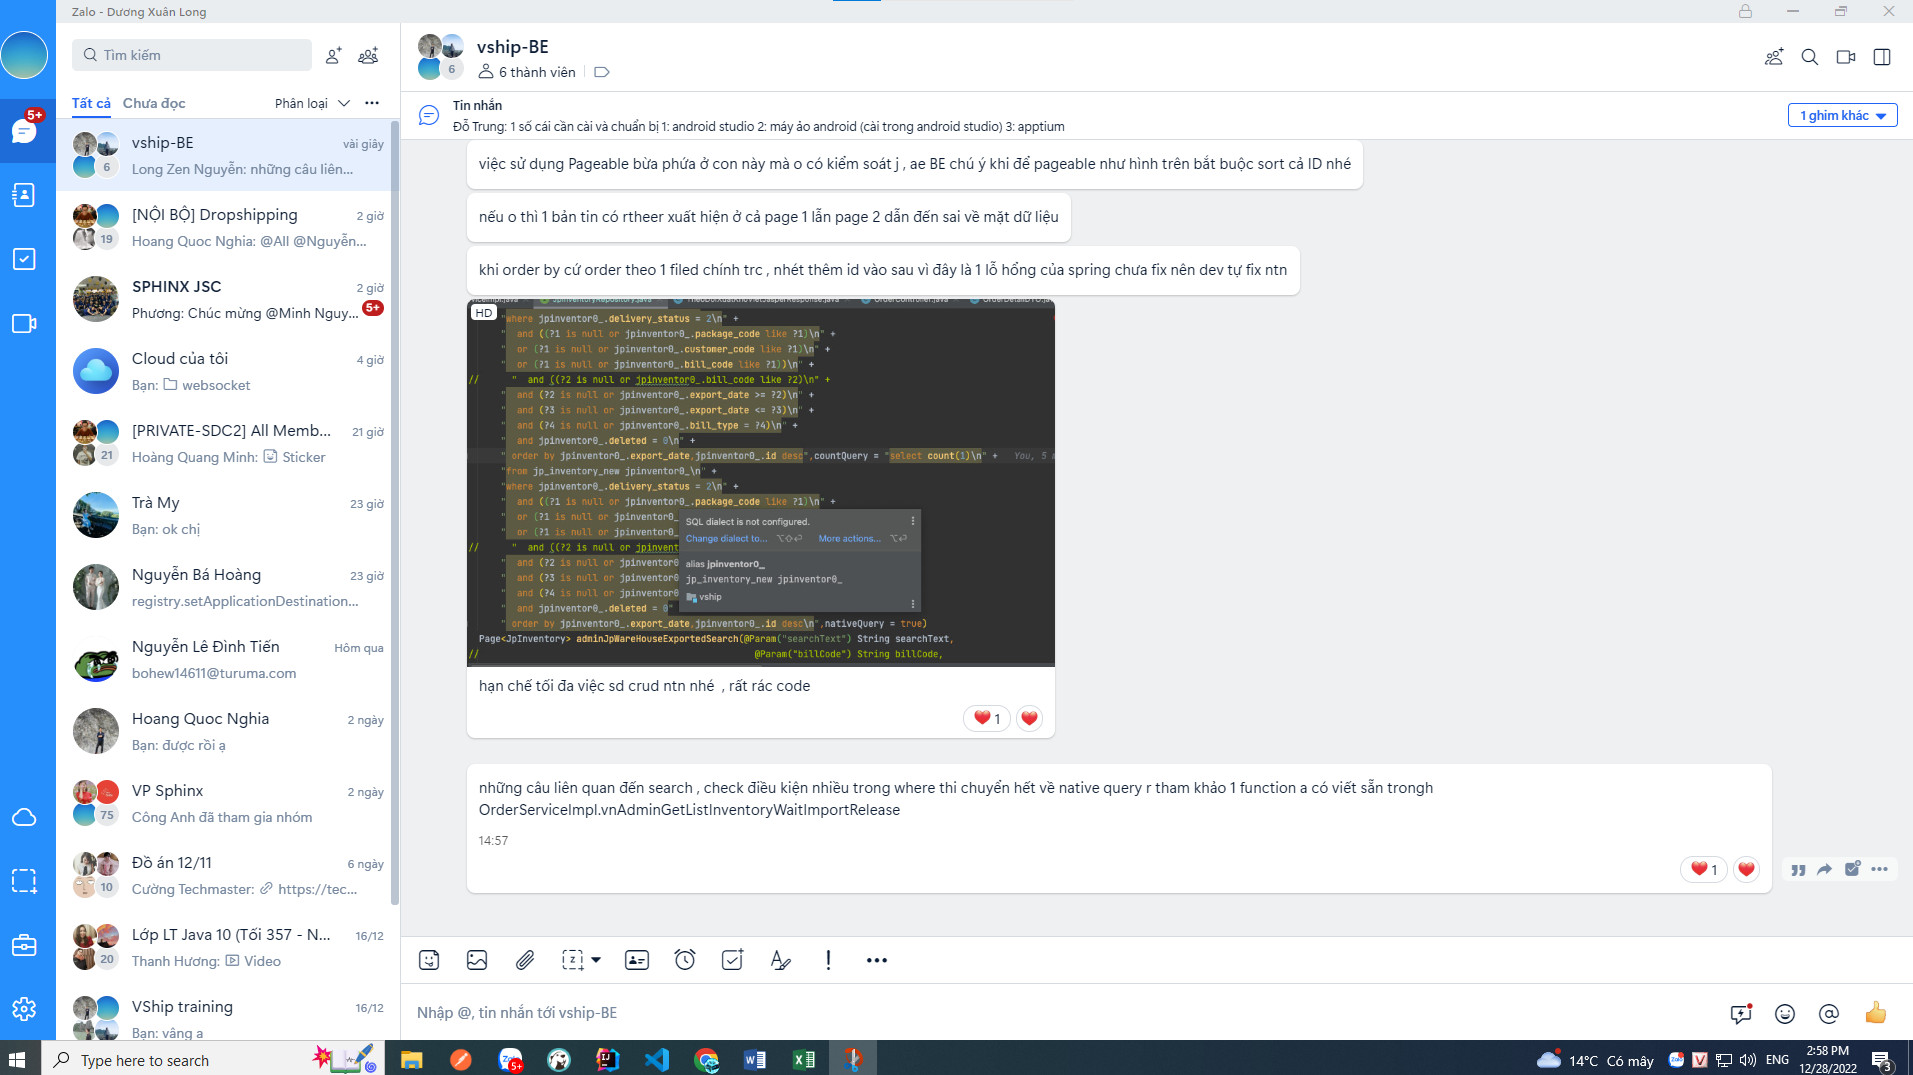 Zalo - Dương Xuân Long
Tìm kiếm
Tất cả Chưa đọc
Phân loại
5+
vship-BE
vài giây
Long Zen Nguyễn: những câu liên...
6
[NỘI BỘ] Dropshipping
2 giờ
Hoang Quoc Nghia: @All @Nguyễn...
19
SPHINX JSC
2 giờ
Phương: Chúc mừng @Minh Nguy...
5+
Cloud của tôi
4 giờ
Bạn: websocket
[PRIVATE-SDC2] All Memb...
21 giờ
Hoàng Quang Minh: Sticker
21
Trà My
23 giờ
Bạn: ok chị
Nguyễn Bá Hoàng
23 giờ
registry.setApplicationDestination...
Nguyễn Lê Đình Tiến
Hôm qua
bohew14611@turuma.com
Hoang Quoc Nghia
2 ngày
Bạn: được rồi ạ
VP Sphinx
2 ngày
Công Anh đã tham gia nhóm
75
Đồ án 12/11
6 ngày
Cường Techmaster: https://tec...
10
Lớp LT Java 10 (Tối 357 - N...
16/12
Thanh Hương: Video
20
VShip training
16/12
Bạn: vâng a
vship-BE
6
6 thành viên
Tin nhắn
Đỗ Trung: 1 số cái cần cài và chuẩn bị 1: android studio 2: máy ảo android (cài trong android studio) 3: apptium
1 ghim khác
việc sử dụng Pageable bừa phứa ở con này mà o có kiểm soát j , ae BE chú ý khi để pageable như hình trên bắt buộc sort cả ID nhé
nếu o thì 1 bản tin có rtheer xuất hiện ở cả page 1 lẫn page 2 dẫn đến sai về mặt dữ liệu
khi order by cứ order theo 1 filed chính trc , nhét thêm id vào sau vì đây là 1 lỗ hổng của spring chưa fix nên dev tự fix ntn
HD
"where jpinventor0_.delivery_status = 2\n" +
" and ((?1 is null or jpinventor0_.package_code like ?1)\n" +
" or (?1 is null or jpinventor0_.customer_code like ?1)\n" +
" or (?1 is null or jpinventor0_.bill_code like ?1))\n" +
// " and ((?2 is null or jpinventor0_.bill_code like ?2)\n" +
" and (?2 is null or jpinventor0_.export_date >= ?2)\n" +
" and (?3 is null or jpinventor0_.export_date <= ?3)\n" +
" and (?4 is null or jpinventor0_.bill_type = ?4)\n" +
" and jpinventor0_.deleted = 0\n" +
" order by jpinventor0_.export_date,jpinventor0_.id desc",countQuery = "select count(1)\n" + You, 5
"from jp_inventory_new jpinventor0_\n" +
"where jpinventor0_.delivery_status = 2\n" +
" and ((?1 is null or jpinventor0_.package_code like ?1)\n" +
" or (?1 is null or jpinventor0_
" or (?1 is null or jpinventor0_
// " and ((?2 is null or jpinvent
" and (?2 is null or jpinventor0
" and (?3 is null or jpinventor0
" and (?4 is null or jpinventor0
" and jpinventor0_.deleted = 0"
" order by jpinventor0_.export_date,jpinventor0_.id desc\n",nativeQuery = true)
Page<JpInventory> adminJpWareHouseExportedSearch(@Param("searchText") String searchText,
// @Param("billCode") String billCode,
SQL dialect is not configured.
Change dialect to... More actions...
alias jpinventor0_
jp_inventory_new jpinventor0_
vship
hạn chế tối đa việc sd crud ntn nhé , rất rác code
1
những câu liên quan đến search , check điều kiện nhiều trong where thi chuyển hết về native query r tham khảo 1 function a có viết sẵn trongh
OrderServiceImpl.vnAdminGetListInventoryWaitImportRelease
14:57
1
Nhập @, tin nhắn tới vship-BE
Type here to search
5+
14°C Có mây
ENG
2:58 PM
12/28/2022
3